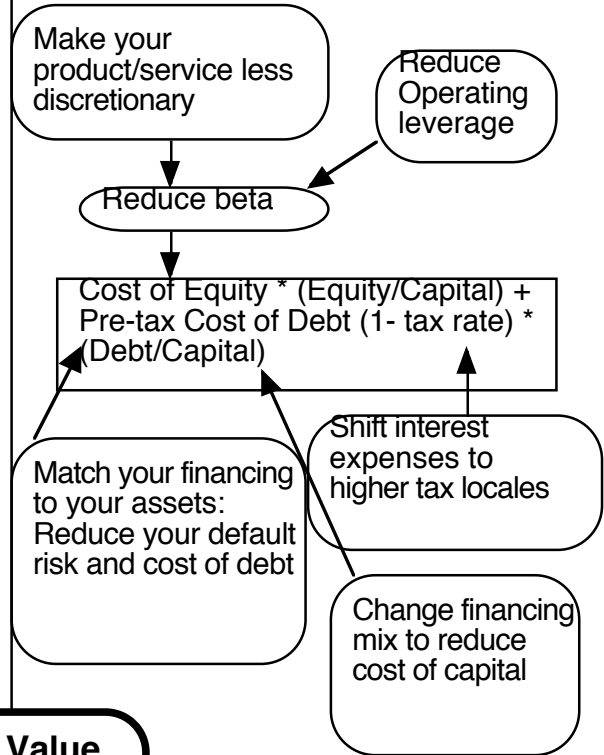 Make your
product/service less
discretionary
Reduce
Operating
leverage
Reduce beta
Cost of Equity * (Equity/Capital) +
Pre-tax Cost of Debt (1- tax rate) *
(Debt/Capital)
Shift interest
expenses to
higher tax locales
Match your financing
to your assets:
Reduce your default
risk and cost of debt
Change financing
mix to reduce
cost of capital
Value